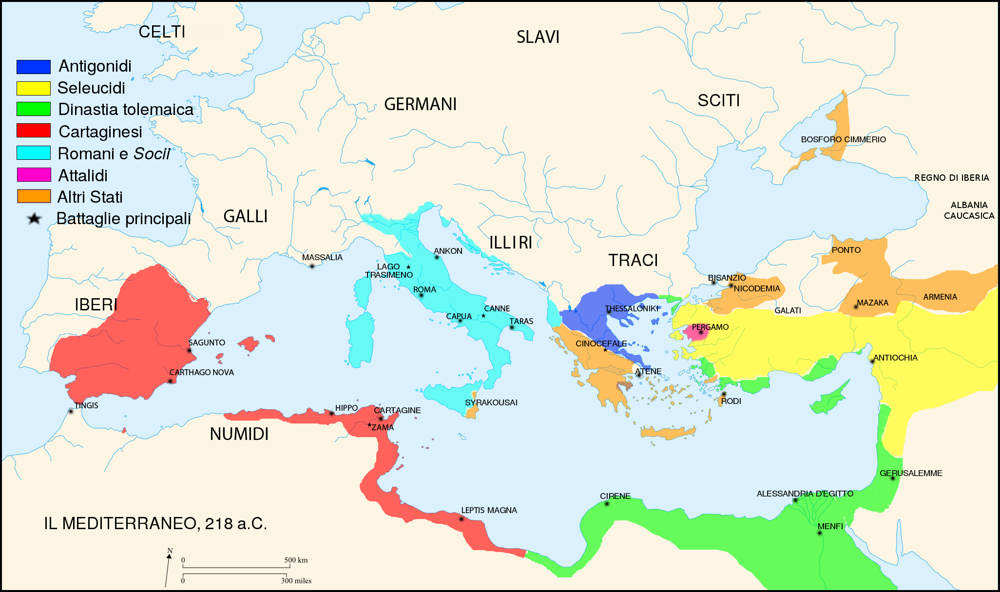 CELTI
SLAVI
Antigonidi
Seleucidi
Dinastia tolemaica
Cartaginesi
Romani e Socii
Attalidi
Altri Stati
Battaglie principali
GERMANI
SCITI
BOSFORO CIMMERIO
REGNO DI IBERIA
ALBANIA
CAUCASICA
GALLI
ILLIRI
TRACI
PONTO
MASSALIA
ANKON
LAGO
TRASIMENO
ROMA
BISANZIO
NICODEMIA
IBERI
CANNE
CAPUA
TARAS
THESSALONIKI
GALATI
MAZAKA
ARMENIA
PERGAMO
SAGUNTO
CINOCEFALE
ANTIOCHIA
CARTHAGO NOVA
ATENE
TINGIS
HIPPO
CARTAGINE
SYRAKOUSAI
RODI
ZAMA
NUMIDI
GERUSALEMME
CIRENE
ALESSANDRIA D'EGITTO
LEPTIS MAGNA
MENFI
IL MEDITERRANEO, 218 a.C.
N
0 500 km
0 300 miles